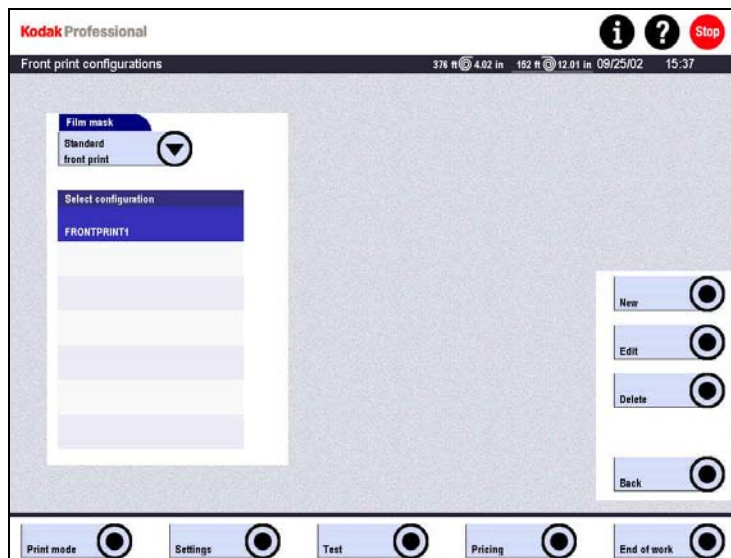 Kodak Professional
i ? Stop
Front print configurations 376 ft 4.02 in 152 ft 12.01 in 09/25/02 15:37
Film mask
Standard
front print
Select configuration
FRONTPRINT1
New
Edit
Delete
Back
Print mode Settings Test Pricing End of work